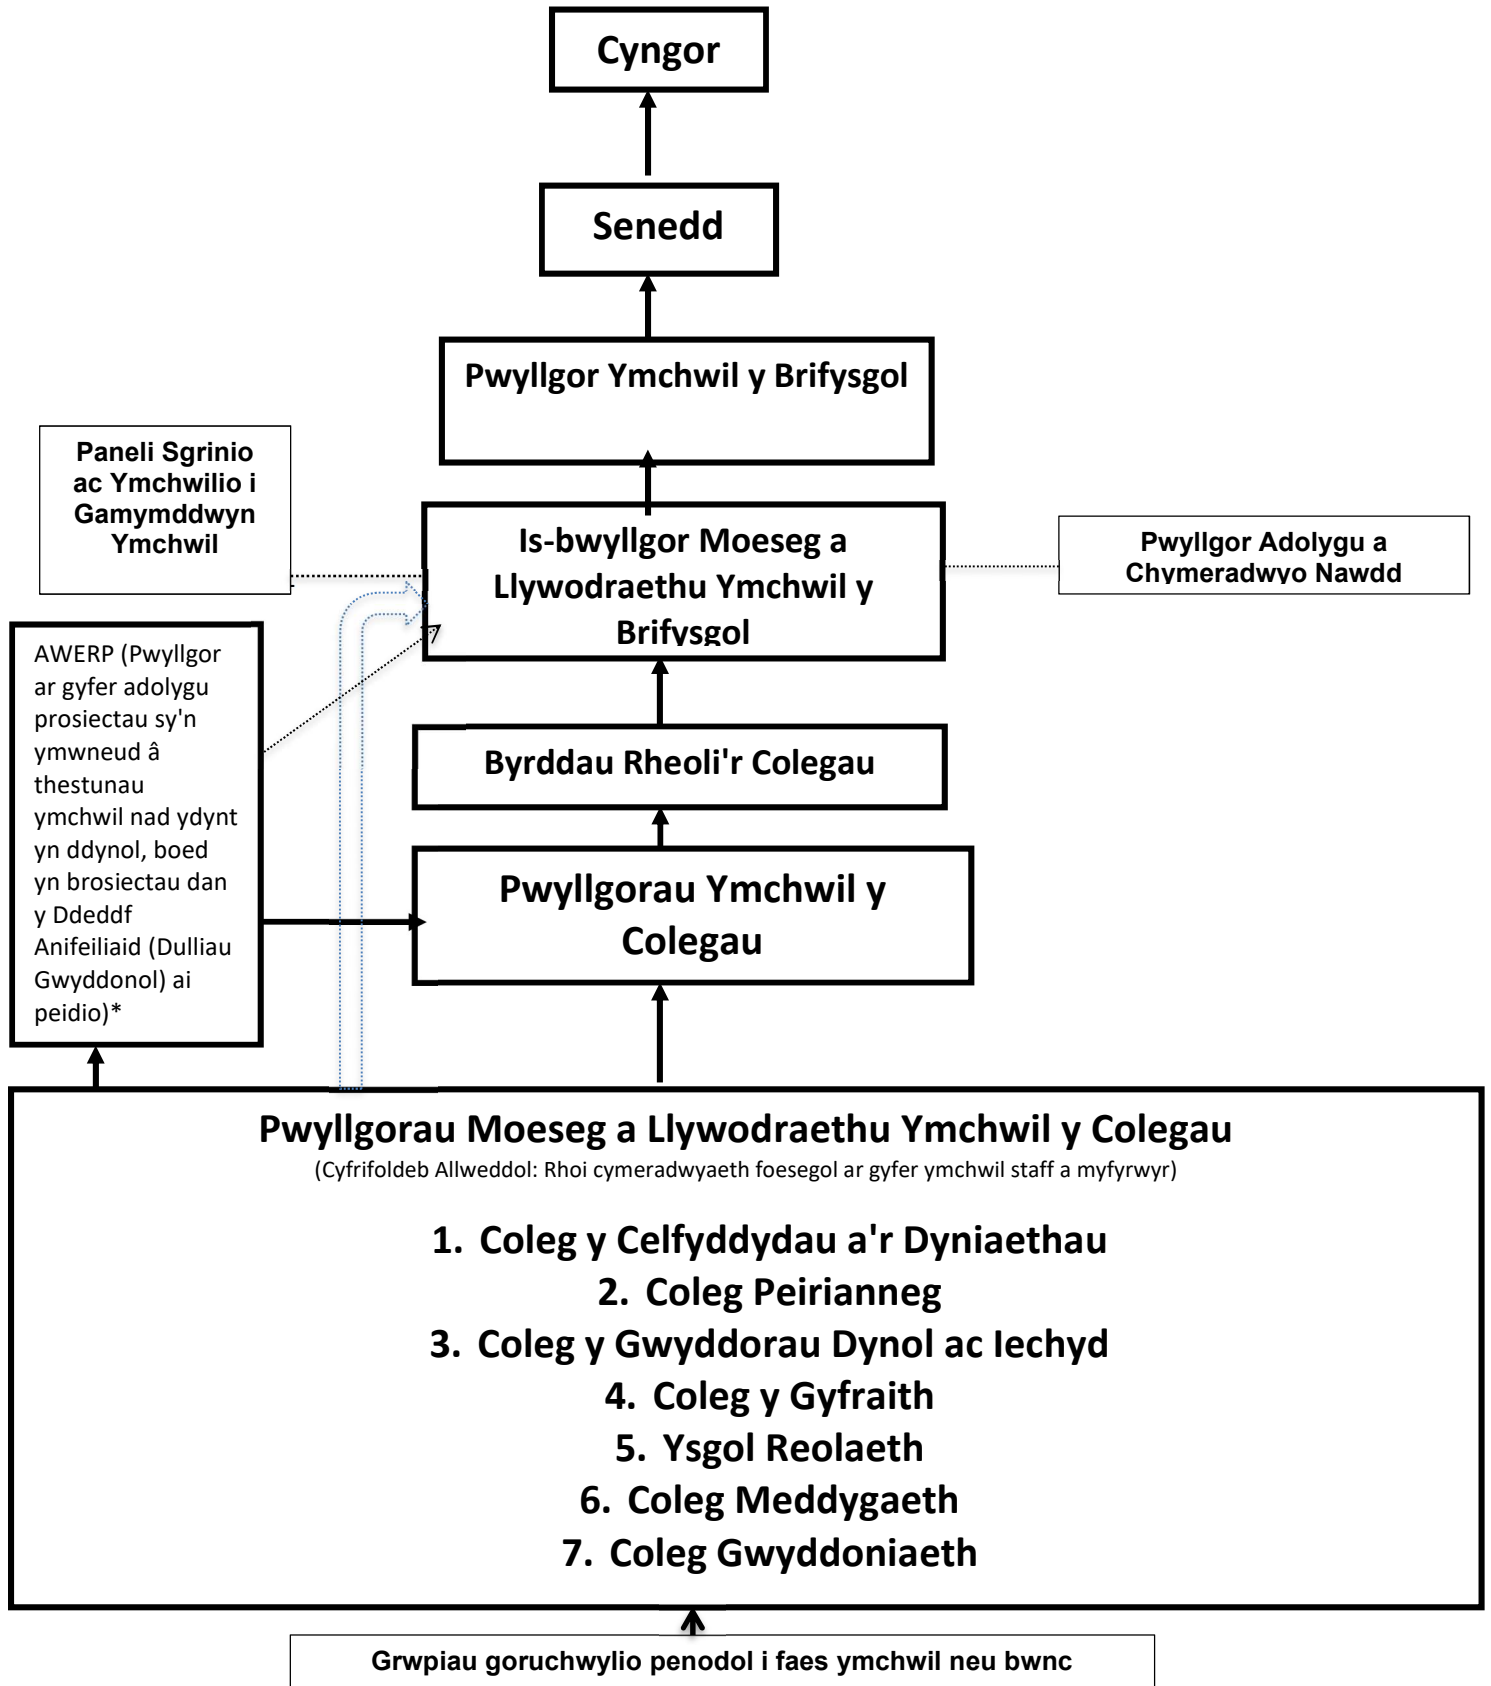 Cyngor
Senedd
Pwyllgor Ymchwil y Brifysgol
Paneli Sgrinio
ac Ymchwilio i
Gamymddwyn
Ymchwil
Is-bwyllgor Moeseg a
Llywodraethu Ymchwil y
Brifysgol
Pwyllgor Adolygu a
Chymeradwyo Nawdd
AWERP (Pwyllgor
ar gyfer adolygu
prosiectau sy'n
ymwneud â
thestunau
ymchwil nad ydynt
yn ddynol, boed
yn brosiectau dan
y Ddeddf
Anifeiliaid (Dulliau
Gwyddonol) ai
peidio)*
Byrddau Rheoli'r Colegau
Pwyllgorau Ymchwil y
Colegau
Pwyllgorau Moeseg a Llywodraethu Ymchwil y Colegau
(Cyfrifoldeb Allweddol: Rhoi cymeradwyaeth foesegol ar gyfer ymchwil staff a myfyrwyr)
1. Coleg y Celfyddydau a'r Dyniaethau
2. Coleg Peirianneg
3. Coleg y Gwyddorau Dynol ac Iechyd
4. Coleg y Gyfraith
5. Ysgol Reolaeth
6. Coleg Meddygaeth
7. Coleg Gwyddoniaeth
Grwpiau goruchwylio penodol i faes ymchwil neu bwnc